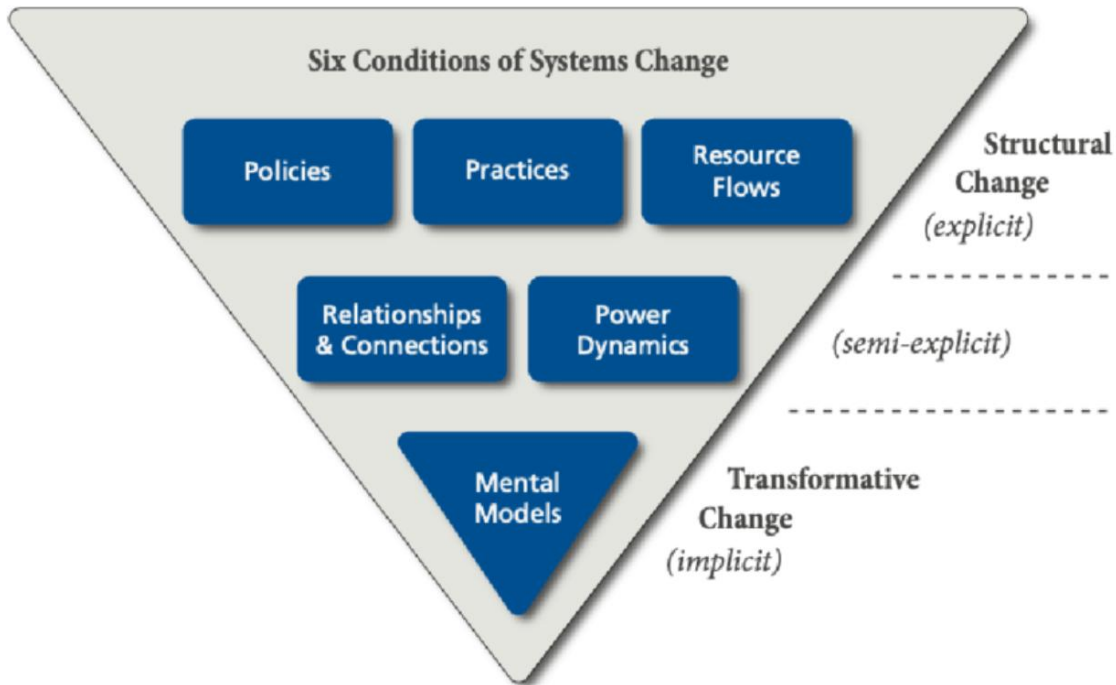 Six Conditions of Systems Change
Policies
Practices
Resource
Flows
Structural
Change
(explicit)
Relationships
& Connections
Power
Dynamics
(semi-explicit)
Mental
Models
Transformative
Change
(implicit)